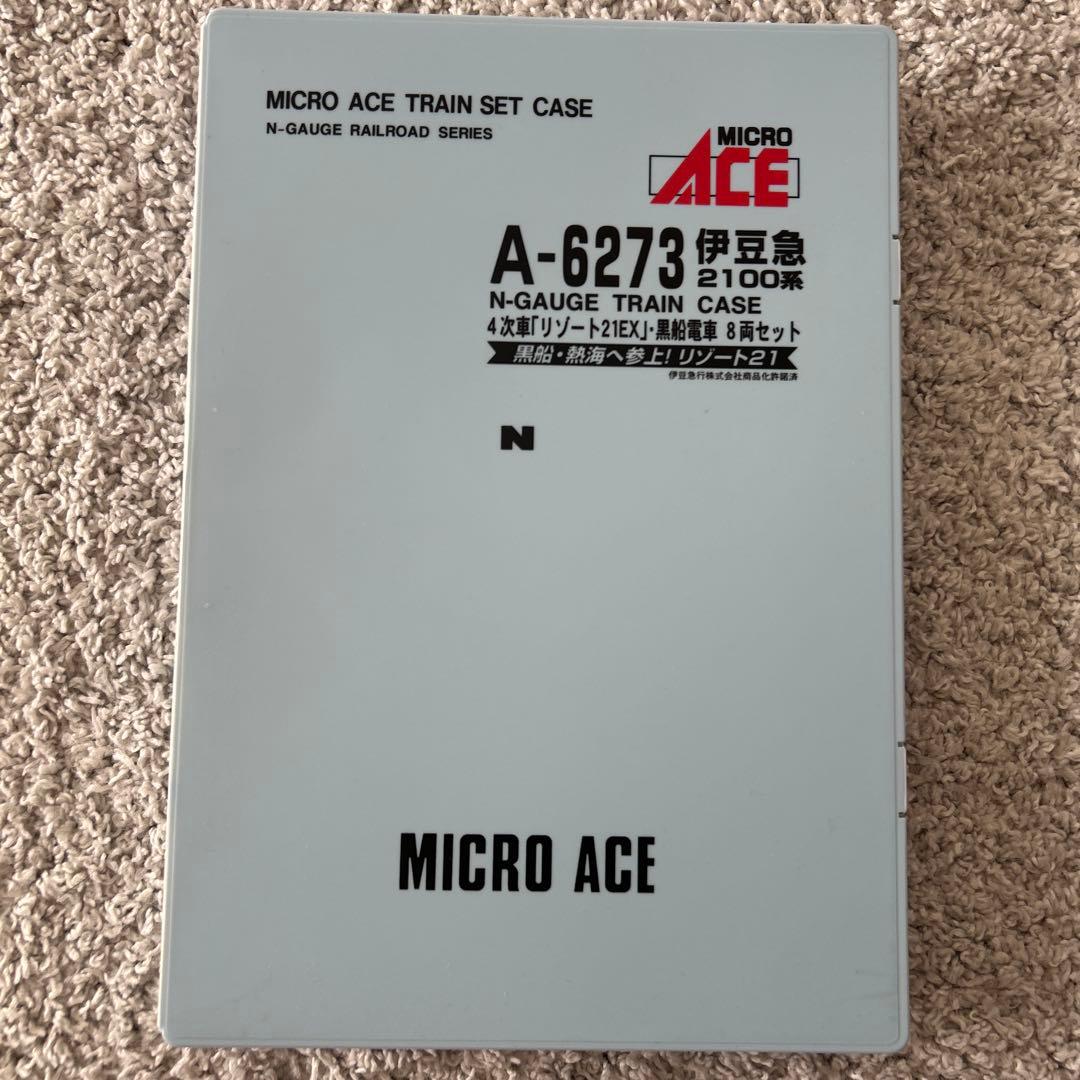 MICRO ACE TRAIN SET CASE
N-GAUGE RAILROAD SERIES
MICRO
ACE
A-6273 伊豆急
2100系
N-GAUGE TRAIN CASE
4次車「リゾート21EX」・黒船電車 8両セット
黒船・熱海へ参上!リゾート21
伊豆急行株式会社商品化許諾済
N
MICRO ACE